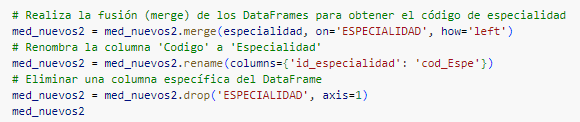 # Realiza la fusión (merge) de los DataFrames para obtener el código de especialidad
med_nuevos2 = med_nuevos2.merge(especialidad, on='ESPECIALIDAD', how='left')
# Renombra la columna 'Codigo' a 'Especialidad'
med_nuevos2 = med_nuevos2.rename(columns={'id_especialidad': 'cod_Espe'})
# Eliminar una columna específica del DataFrame
med_nuevos2 = med_nuevos2.drop('ESPECIALIDAD', axis=1)
med_nuevos2